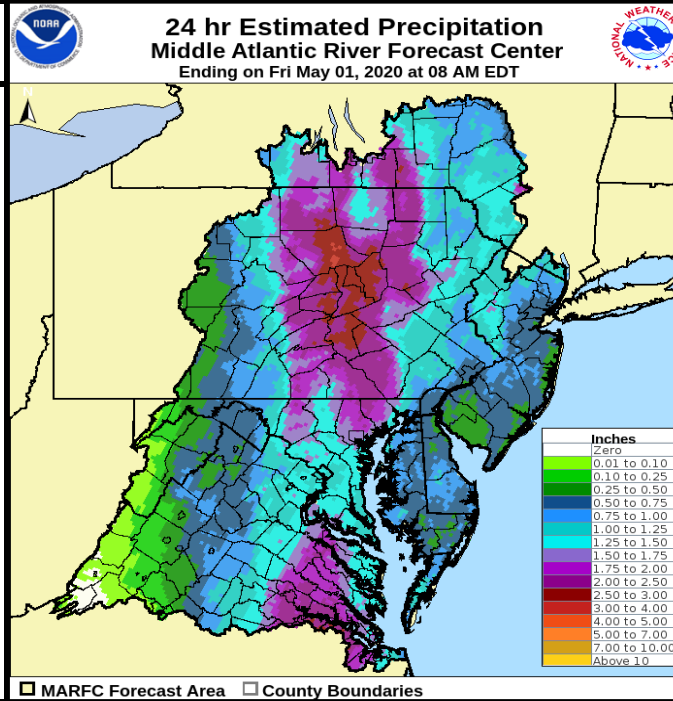 24 hr Estimated Precipitation
Middle Atlantic River Forecast Center
Ending on Fri May 01, 2020 at 08 AM EDT
NOAA
N
Inches
Zero
0.01 to 0.10
0.10 to 0.25
0.25 to 0.50
0.50 to 0.75
0.75 to 1.00
1.00 to 1.25
1.25 to 1.50
1.50 to 1.75
1.75 to 2.00
2.00 to 2.50
2.50 to 3.00
3.00 to 4.00
4.00 to 5.00
5.00 to 7.00
7.00 to 10.00
Above 10
MARFC Forecast Area
County Boundaries